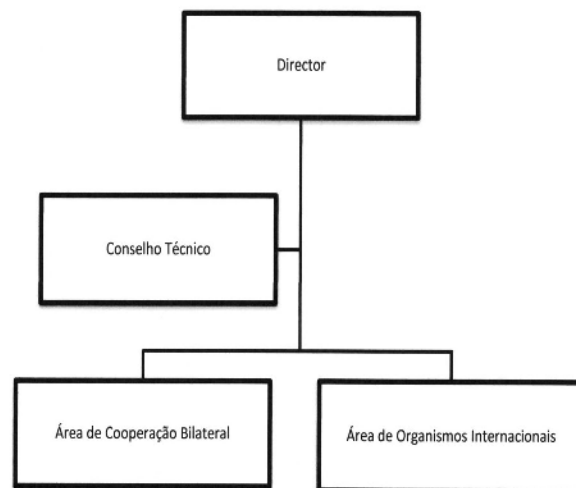 Director
Conselho Técnico
Área de Cooperação Bilateral
Área de Organismos Internacionais